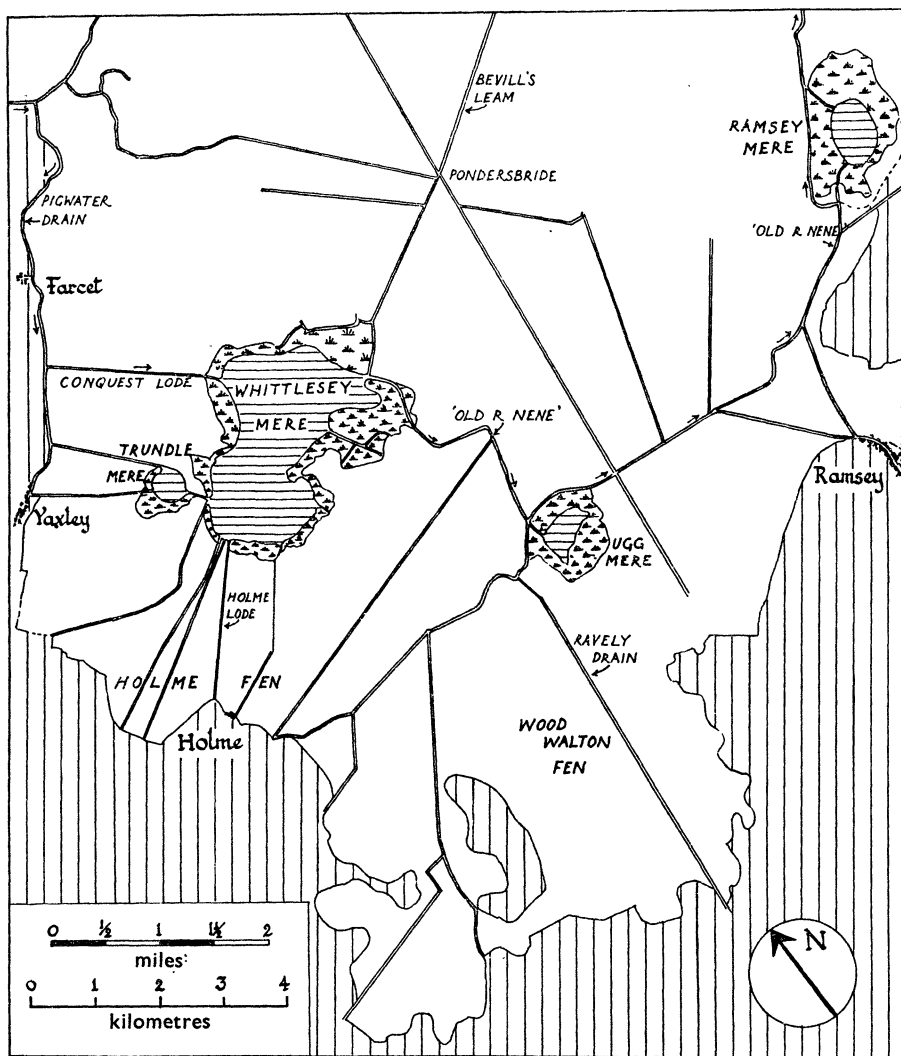 BEVILL'S
LEAM
RAMSEY
MERE
PONDERSBRIDE
PIGWATER
DRAIN
'OLD R NENE'
Farcet
CONQUEST LODE
WHITTLESEY
MERE
'OLD R NENE'
TRUNDLE
MERE
Ramsey
Yaxley
UGG
MERE
HOLME
LODE
RAVELY
DRAIN
HOLME FEN
WOOD
WALTON
FEN
Holme
0 ½ 1 1½ 2
miles
0 1 2 3 4
kilometres
N